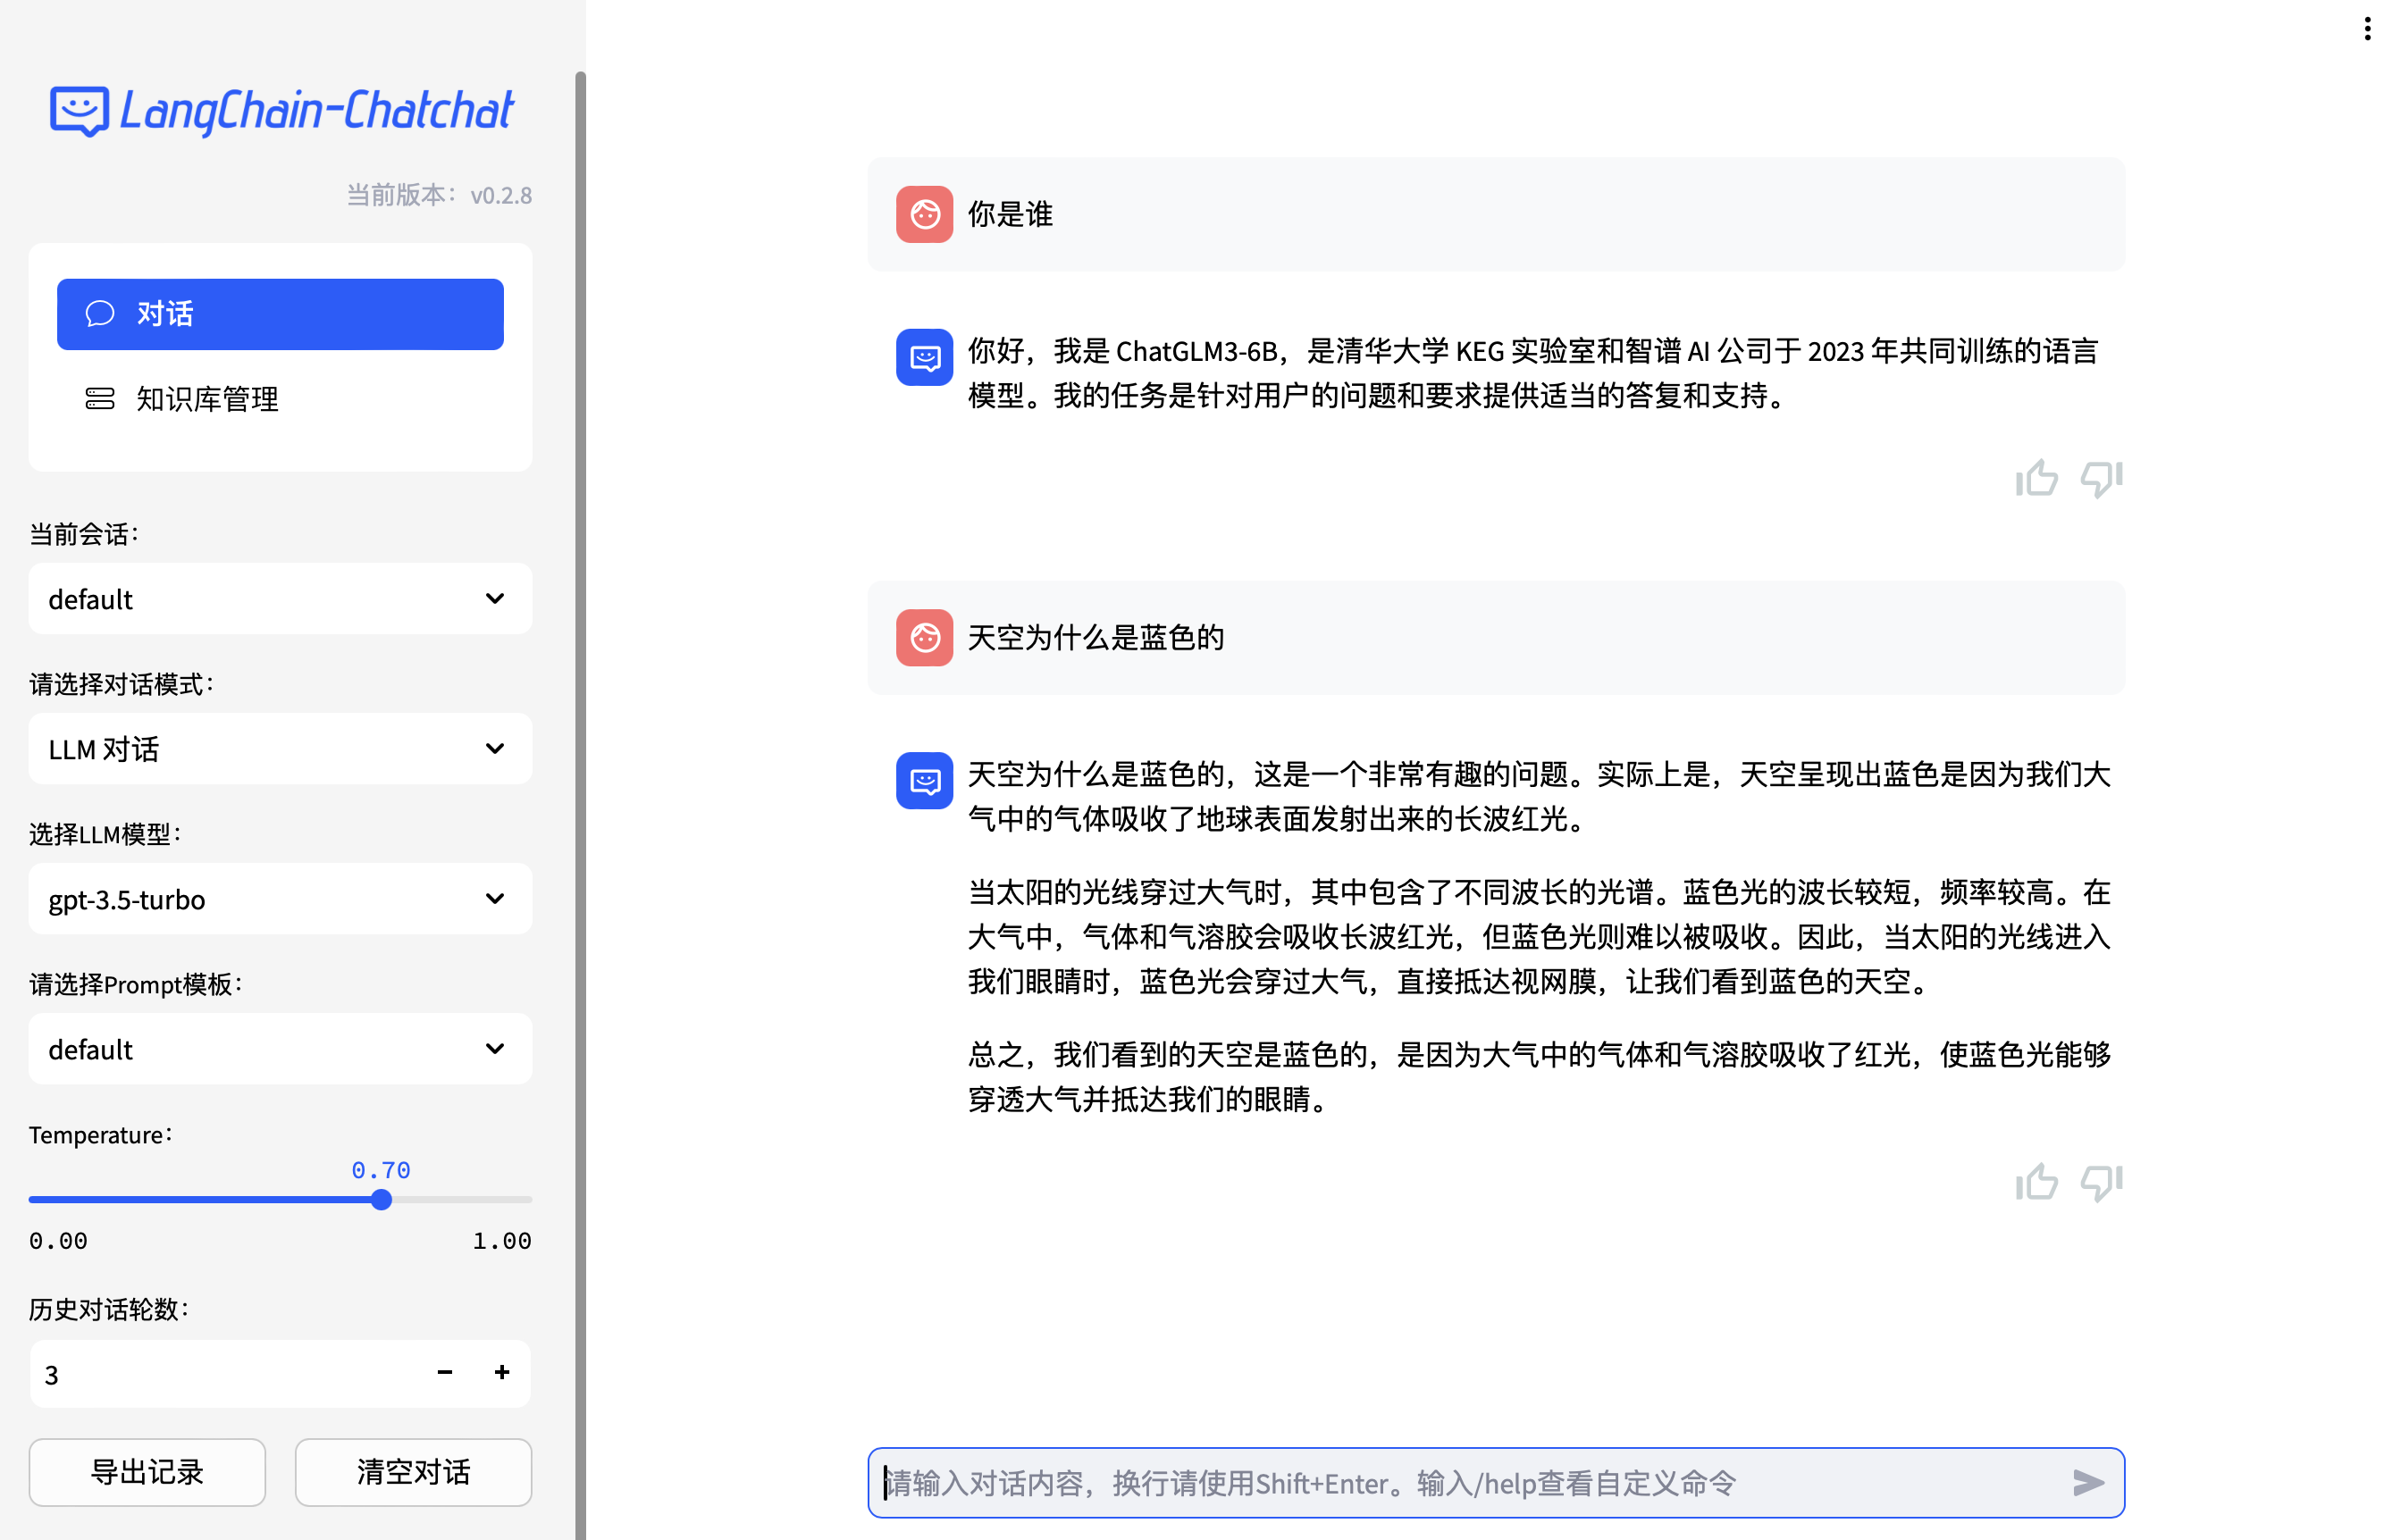 LangChain-Chatchat
当前版本：v0.2.8
对话
知识库管理
当前会话：
default
请选择对话模式：
LLM 对话
选择LLM模型：
gpt-3.5-turbo
请选择Prompt模板：
default
Temperature：
0.70
0.00
1.00
历史对话轮数：
3
导出记录
清空对话
你是谁
你好，我是 ChatGLM3-6B，是清华大学 KEG 实验室和智谱 AI 公司于 2023 年共同训练的语言
模型。我的任务是针对用户的问题和要求提供适当的答复和支持。
天空为什么是蓝色的
天空为什么是蓝色的，这是一个非常有趣的问题。实际上是，天空呈现出蓝色是因为我们大
气中的气体吸收了地球表面发射出来的长波红光。
当太阳的光线穿过大气时，其中包含了不同波长的光谱。蓝色光的波长较短，频率较高。在
大气中，气体和气溶胶会吸收长波红光，但蓝色光则难以被吸收。因此，当太阳的光线进入
我们眼睛时，蓝色光会穿过大气，直接抵达视网膜，让我们看到蓝色的天空。
总之，我们看到的天空是蓝色的，是因为大气中的气体和气溶胶吸收了红光，使蓝色光能够
穿透大气并抵达我们的眼睛。
请输入对话内容，换行请使用Shift+Enter。输入/help查看自定义命令